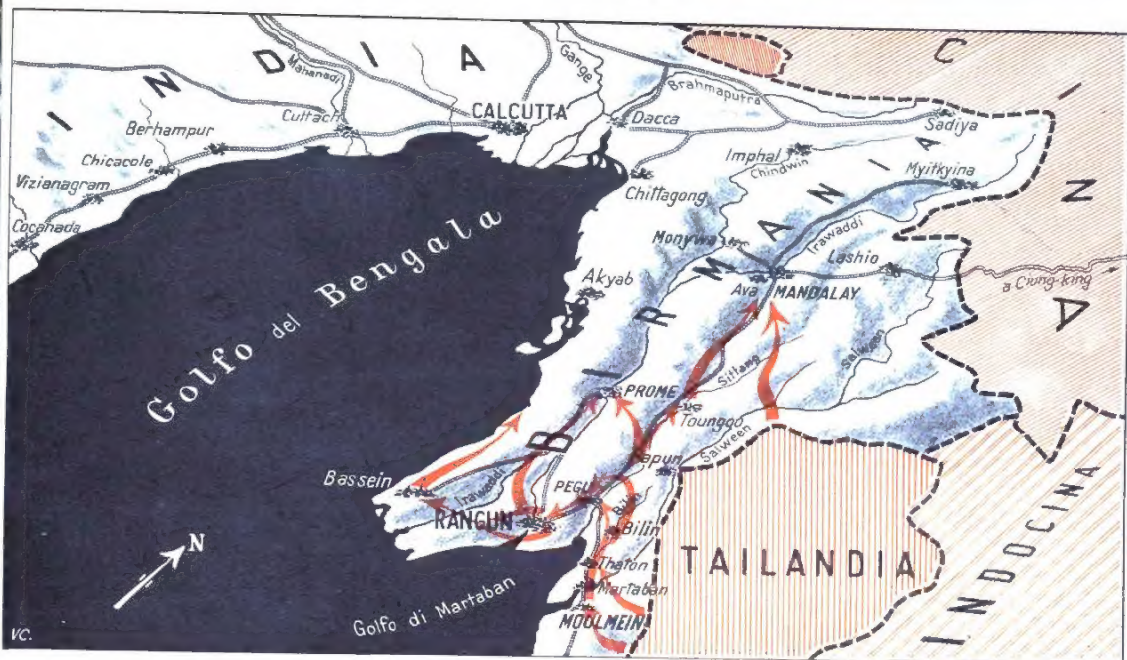 INDIA
CINA
Mahanadi
Gange
Brahmaputra
CALCUTTA
Cuttach
Dacca
Sadiya
Berhampur
Imphal
Chindwin
Chicacole
Myitkyina
Chittagong
Vizianagram
Cocanada
Monywa
Irawaddi
Lashio
a Ciung-king
Golfo del Bengala
Akyab
Ava
MANDALAY
BIRMANIA
Salween
Sittang
PROME
Toungoo
Salween
Papun
Bassein
Irawaddi
PEGU
Bilin
RANGUN
Bilin
TAILANDIA
INDOCINA
Thaton
Martaban
N
Golfo di Martaban
MOULMEIN
VC.